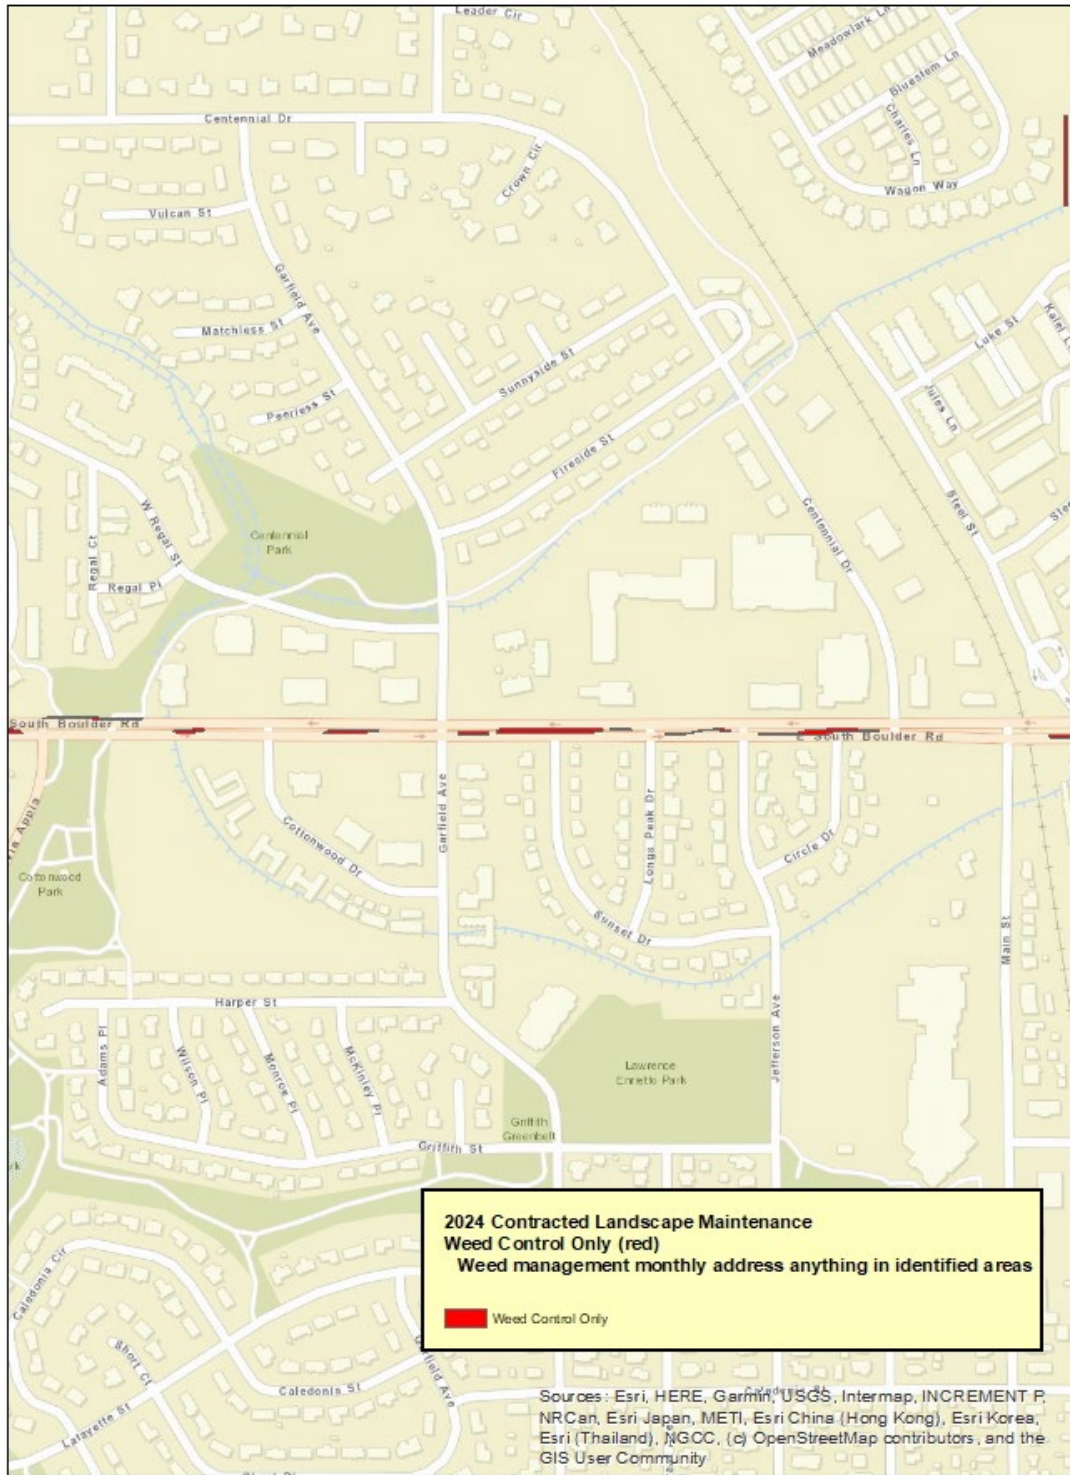 Leader Cir
Meadowlark Ln
Bluestem Ln
Charles Ln
Centennial Dr
Crown Cir
Wagon Way
Vulcan St
Garfield Ave
Matchless St
Luke St
Sunnyside St
Jules Ln
Peerless St
Fireside St
Steel St
Centennial
Park
W Regal St
Centennial Dr
Regal Ct
Regal Pl
South Boulder Rd
E South Boulder Rd
Via Appia
Garfield Ave
Longs Peak Dr
Cottonwood Dr
Circle Dr
Cottonwood
Park
Sunset Dr
Main St
Harper St
Jefferson Ave
Adams Pl
Wilson Pl
Monroe Pl
McKinley Pl
Lawrence
Enrietto Park
Griffith
Greenbelt
Griffith St
2024 Contracted Landscape Maintenance
Weed Control Only (red)
Weed management monthly address anything in identified areas
Weed Control Only
Caledonia Cir
Short Ct
Caledonia St
Garfield Ave
Lafayette St
Sources: Esri, HERE, Garmin, USGS, Intermap, INCREMENT P,
NRCan, Esri Japan, METI, Esri China (Hong Kong), Esri Korea,
Esri (Thailand), NGCC, (c) OpenStreetMap contributors, and the
GIS User Community